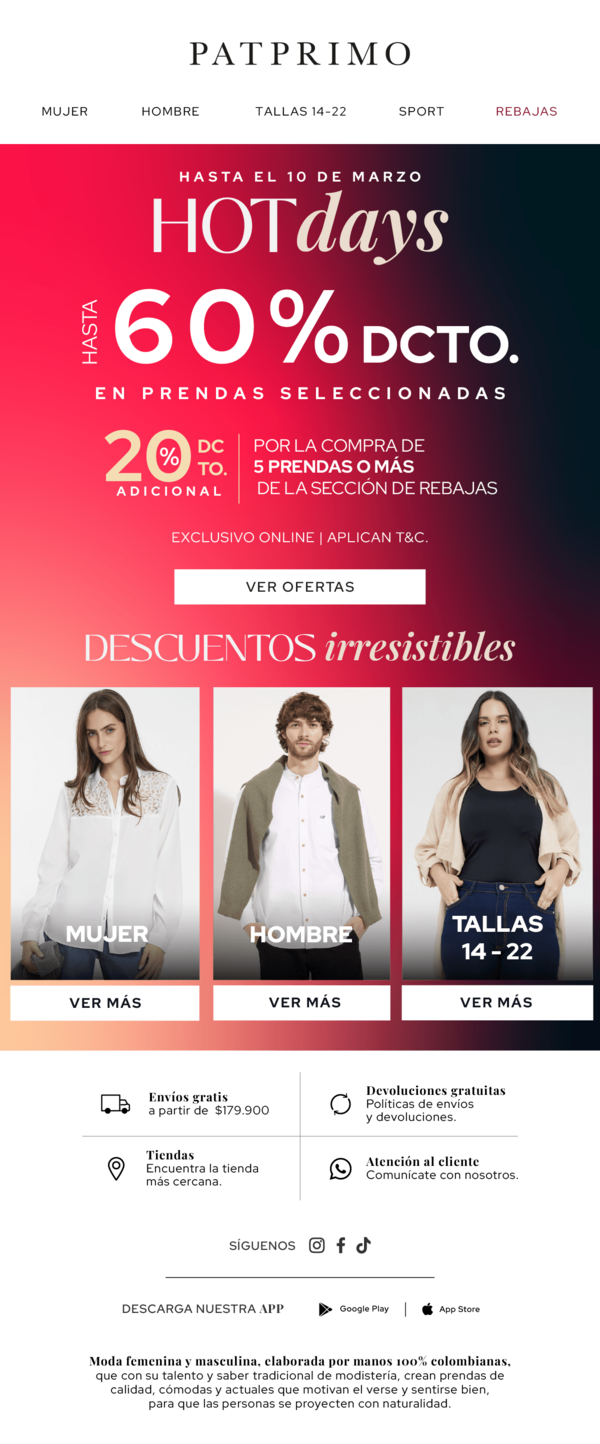 PATPRIMO
MUJER HOMBRE TALLAS 14-22 SPORT REBAJAS
HASTA EL 10 DE MARZO
HOT days
HASTA 60% DCTO.
EN PRENDAS SELECCIONADAS
20% DCTO. ADICIONAL
POR LA COMPRA DE
5 PRENDAS O MÁS
DE LA SECCIÓN DE REBAJAS
EXCLUSIVO ONLINE | APLICAN T&C.
VER OFERTAS
DESCUENTOS irresistibles
MUJER
VER MÁS
HOMBRE
VER MÁS
TALLAS
14 - 22
VER MÁS
Envíos gratis
a partir de $179.900
Devoluciones gratuitas
Políticas de envíos
y devoluciones.
Tiendas
Encuentra la tienda
más cercana.
Atención al cliente
Comunícate con nosotros.
SÍGUENOS
DESCARGA NUESTRA APP Google Play | App Store
Moda femenina y masculina, elaborada por manos 100% colombianas,
que con su talento y saber tradicional de modistería, crean prendas de
calidad, cómodas y actuales que motivan el verse y sentirse bien,
para que las personas se proyecten con naturalidad.